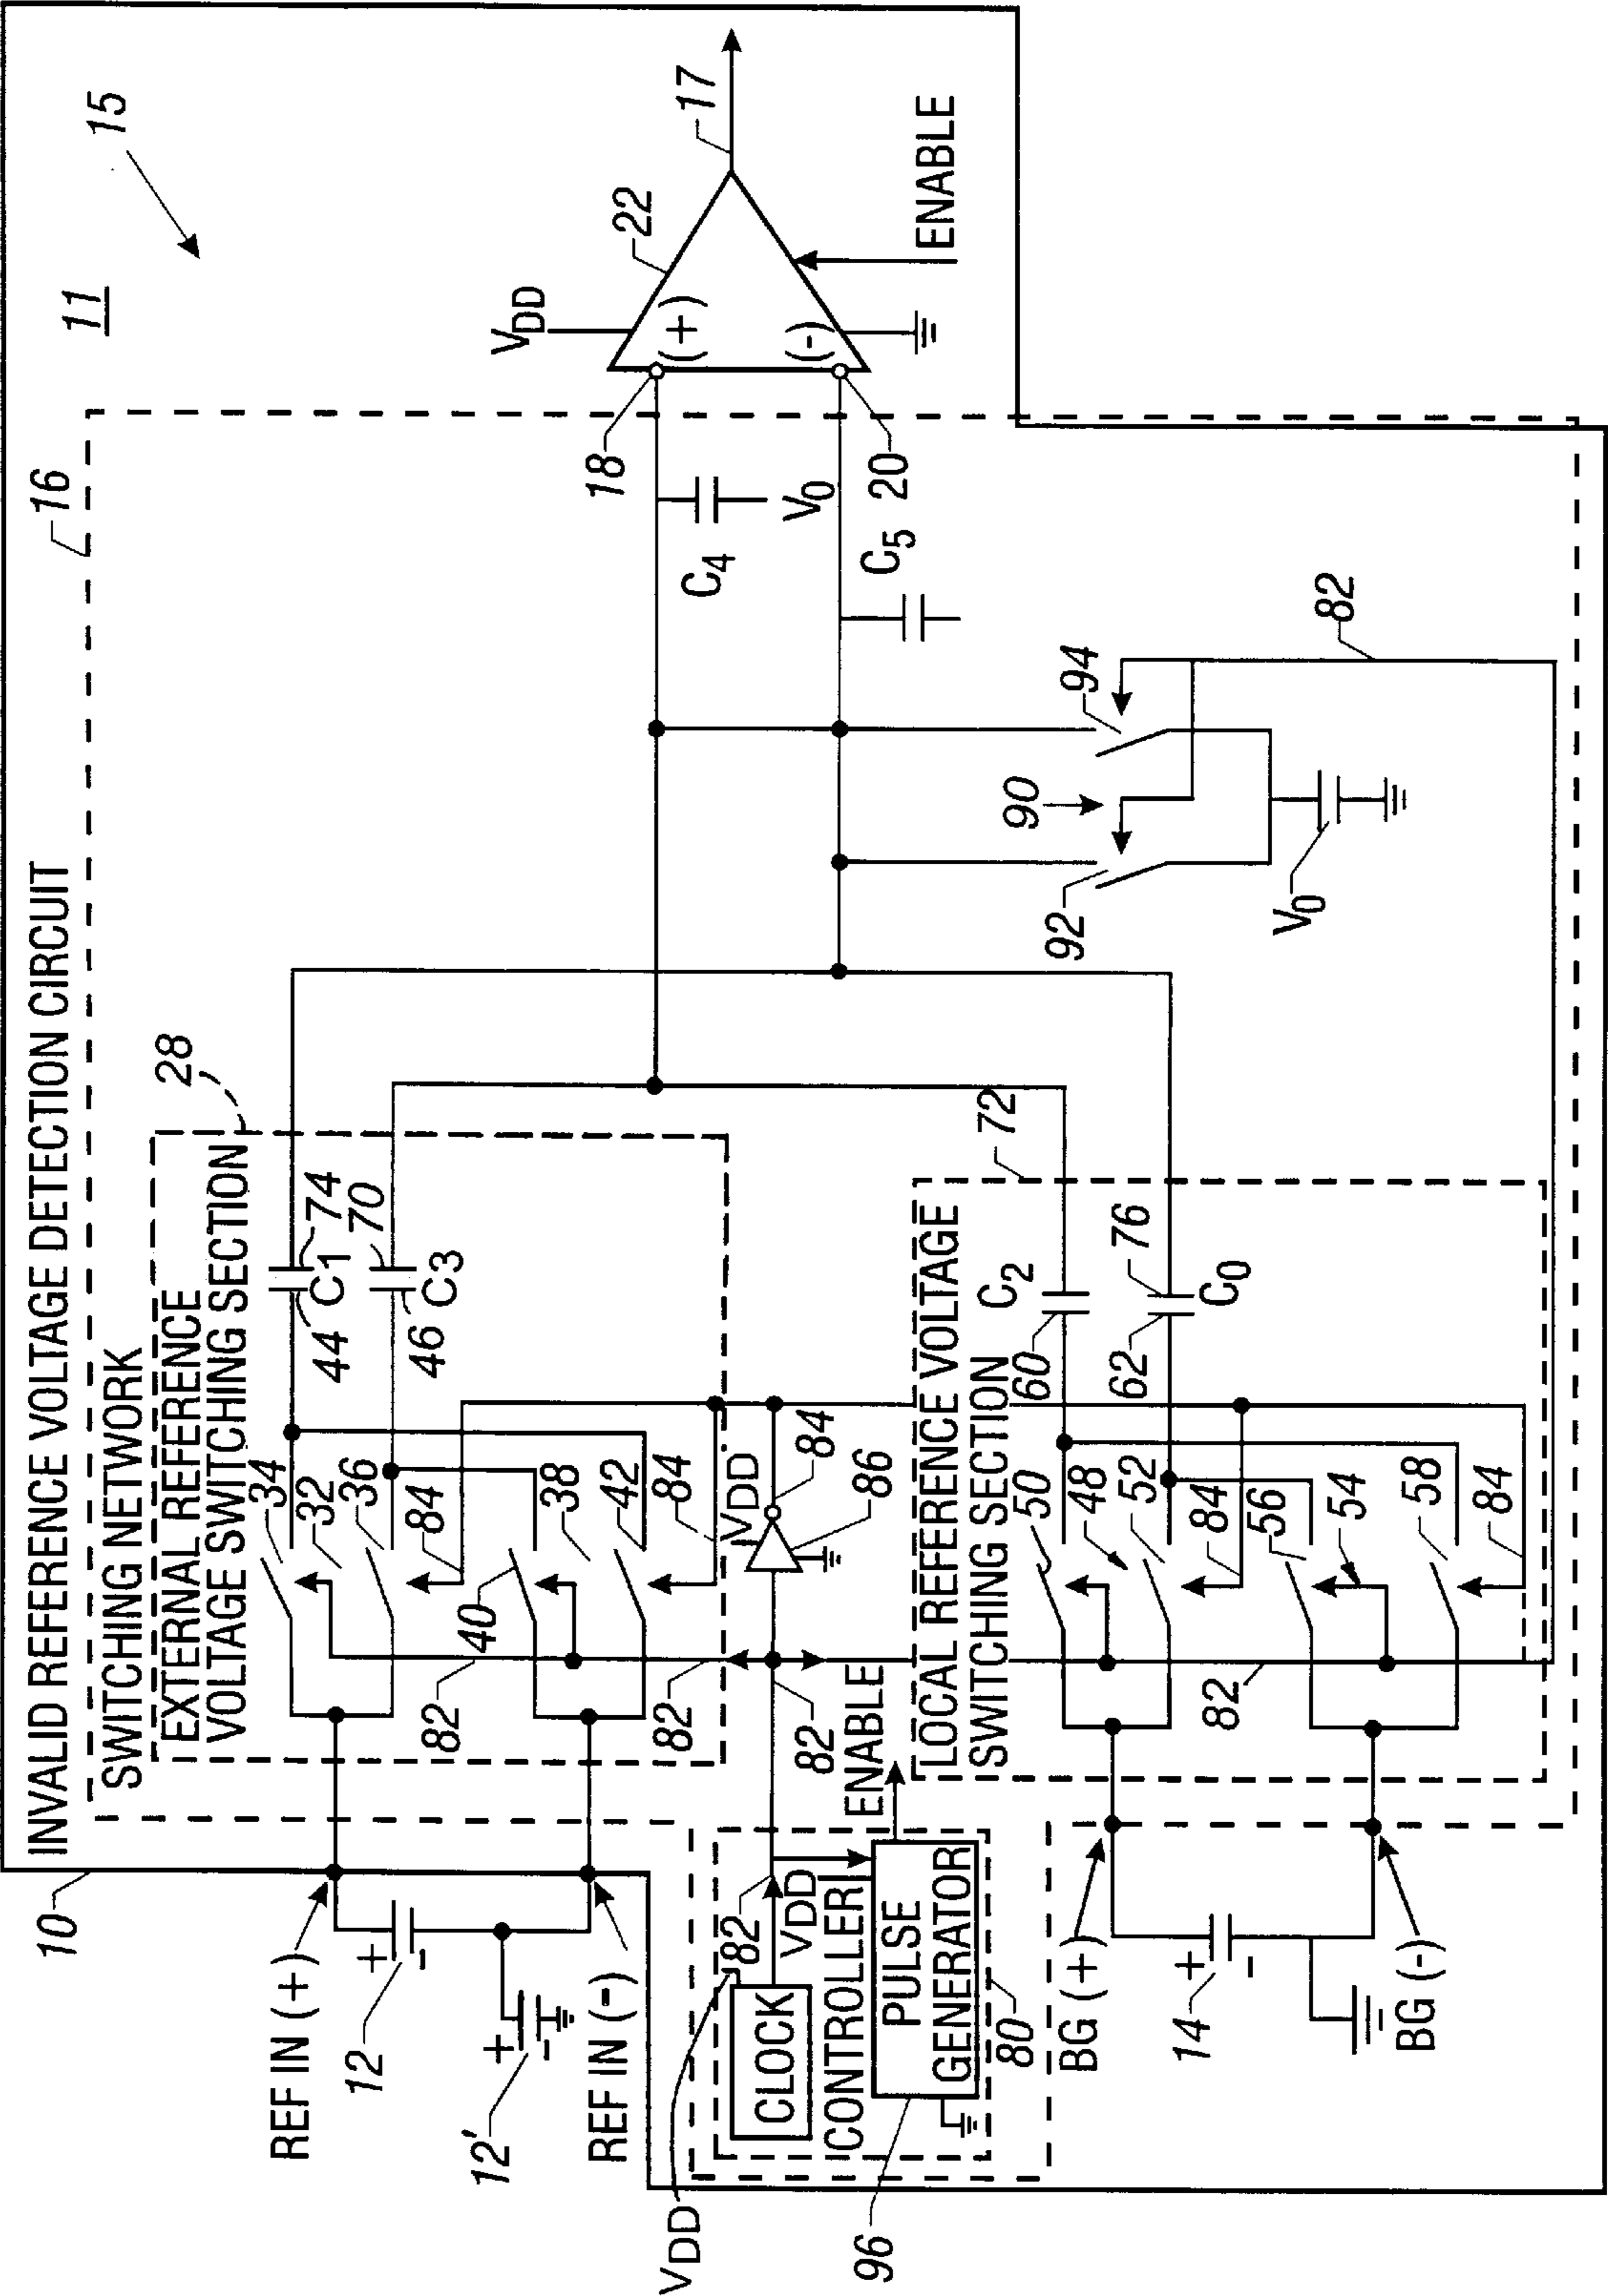 INVALID REFERENCE VOLTAGE DETECTION CIRCUIT
11
15
16
10
SWITCHING NETWORK
28
EXTERNAL REFERENCE
VOLTAGE SWITCHING SECTION
REF IN (+)
+
12
-
12'
+
-
REF IN (-)
34
32
36
84
40
38
42
84
82
82
44
74
C1
46
70
C3
VDD
22
(+)
(-)
18
20
17
ENABLE
C4
V0
C5
VDD
84
86
82
ENABLE
VDD
CLOCK
82
VDD
CONTROLLER
PULSE
GENERATOR
80
96
LOCAL REFERENCE VOLTAGE
SWITCHING SECTION
72
C2
60
62
76
C0
50
48
52
84
56
54
58
84
82
BG (+)
14
+
-
BG (-)
92
90
94
82
V0